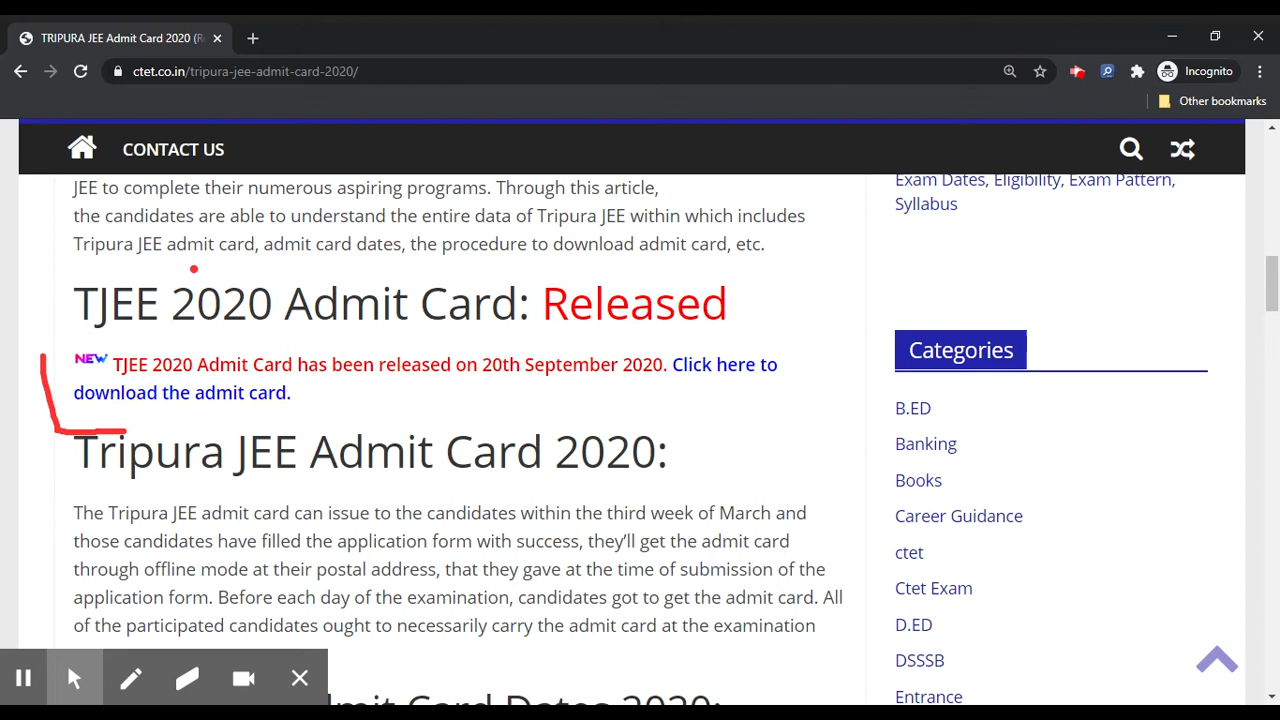 TRIPURA JEE Admit Card 2020 (R
ctet.co.in/tripura-jee-admit-card-2020/
Incognito
Other bookmarks
CONTACT US
JEE to complete their numerous aspiring programs. Through this article,
the candidates are able to understand the entire data of Tripura JEE within which includes
Tripura JEE admit card, admit card dates, the procedure to download admit card, etc.
TJEE 2020 Admit Card: Released
NEW TJEE 2020 Admit Card has been released on 20th September 2020. Click here to
download the admit card.
Tripura JEE Admit Card 2020:
The Tripura JEE admit card can issue to the candidates within the third week of March and
those candidates have filled the application form with success, they’ll get the admit card
through offline mode at their postal address, that they gave at the time of submission of the
application form. Before each day of the examination, candidates got to get the admit card. All
of the participated candidates ought to necessarily carry the admit card at the examination
mit Card Dates 2020:
Exam Dates, Eligibility, Exam Pattern,
Syllabus
Categories
B.ED
Banking
Books
Career Guidance
ctet
Ctet Exam
D.ED
DSSSB
Entrance